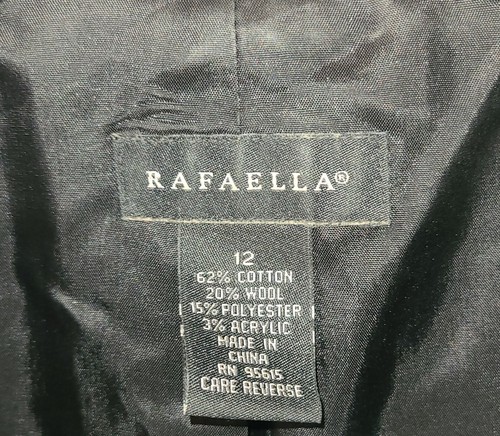 RAFAELLA®
12
62% COTTON
20% WOOL
15% POLYESTER
3% ACRYLIC
MADE IN
CHINA
RN 95615
CARE REVERSE